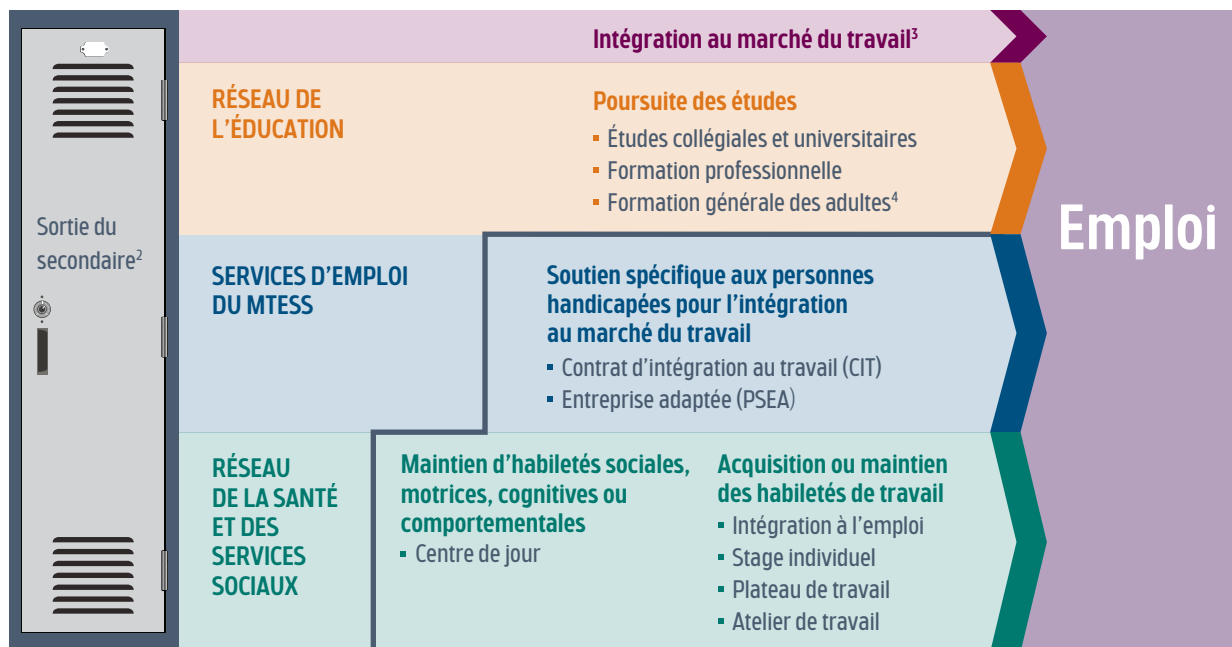 Sortie du
secondaire²
Intégration au marché du travail³
RÉSEAU DE
L'ÉDUCATION
Poursuite des études
▪ Études collégiales et universitaires
▪ Formation professionnelle
▪ Formation générale des adultes⁴
SERVICES D'EMPLOI
DU MTESS
Soutien spécifique aux personnes
handicapées pour l'intégration
au marché du travail
▪ Contrat d'intégration au travail (CIT)
▪ Entreprise adaptée (PSEA)
RÉSEAU
DE LA SANTÉ
ET DES
SERVICES
SOCIAUX
Maintien d'habiletés sociales,
motrices, cognitives ou
comportementales
▪ Centre de jour
Acquisition ou maintien
des habiletés de travail
▪ Intégration à l'emploi
▪ Stage individuel
▪ Plateau de travail
▪ Atelier de travail
Emploi